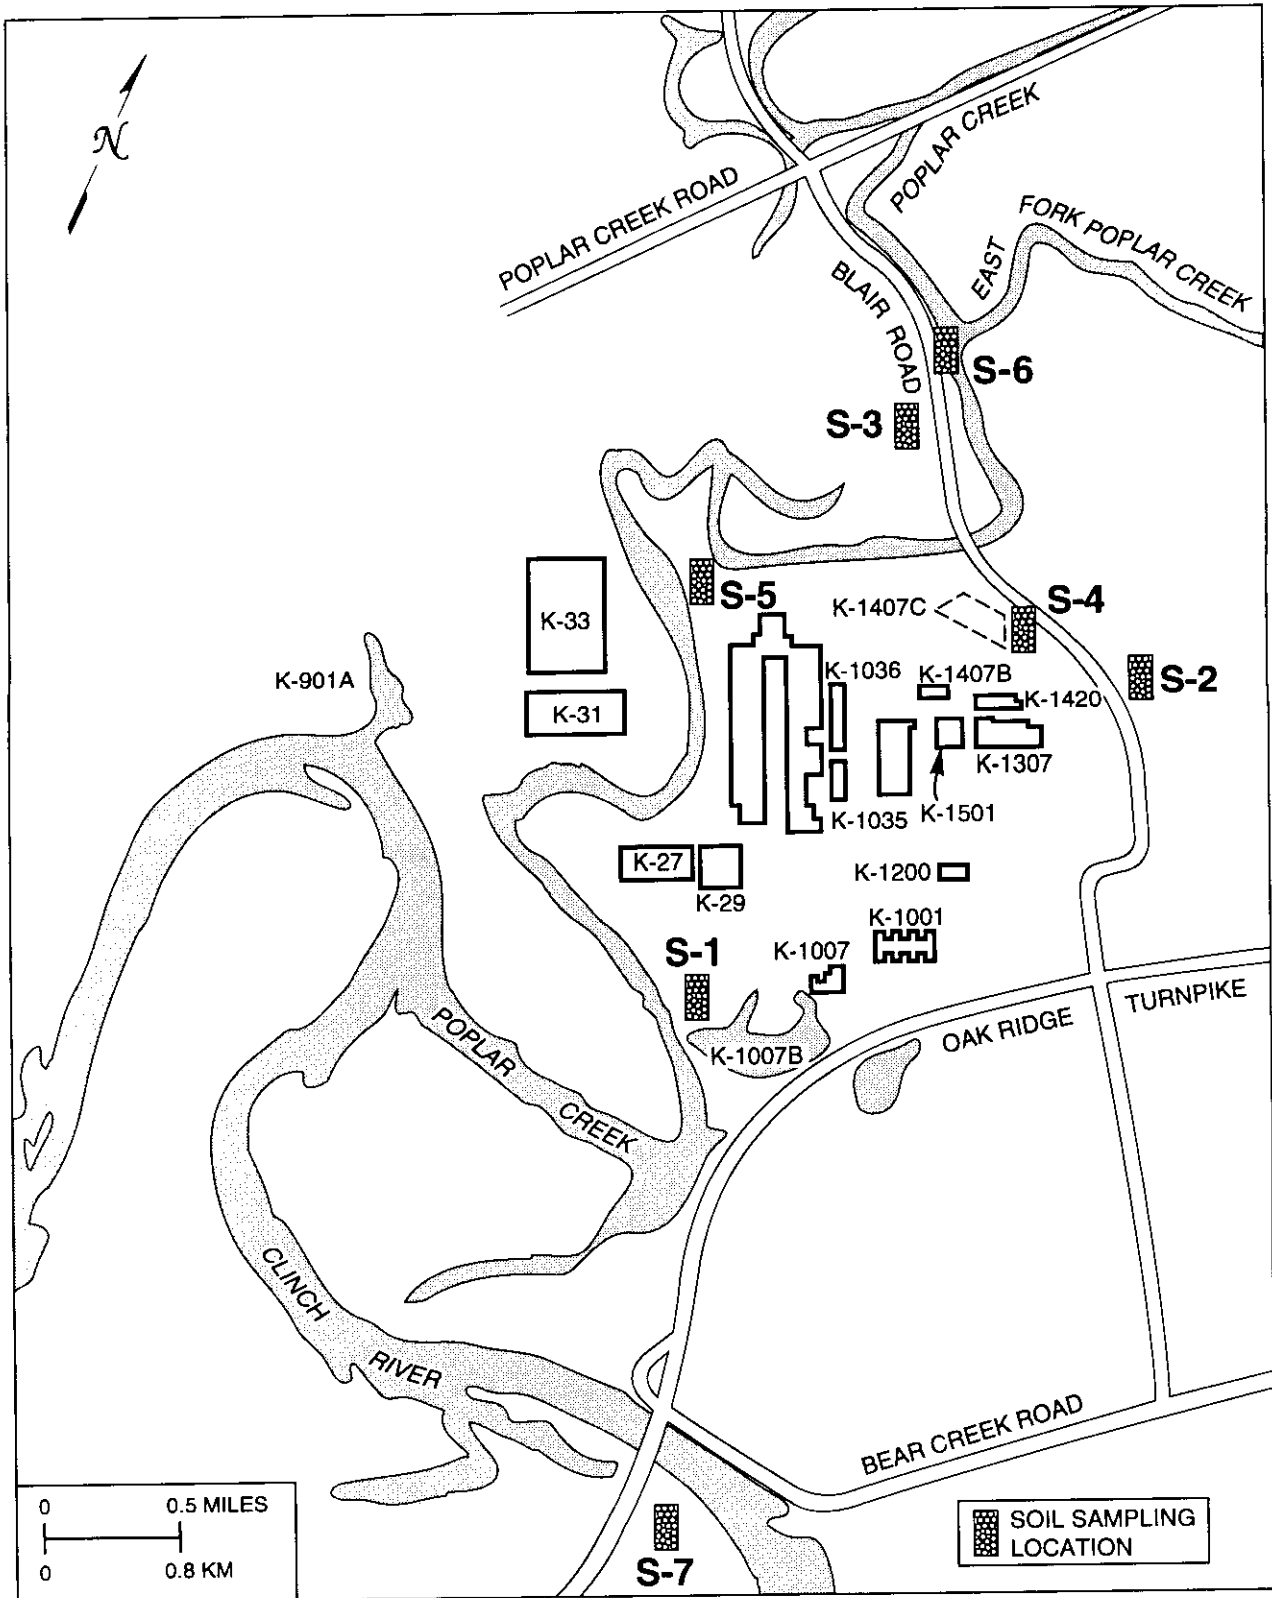 N
POPLAR CREEK ROAD
POPLAR CREEK
EAST
FORK POPLAR CREEK
BLAIR ROAD
S-6
S-3
S-5
S-4
S-2
K-1407C
K-33
K-31
K-901A
K-1036
K-1407B
K-1420
K-1307
K-1035
K-1501
K-27
K-29
K-1200
K-1001
S-1
K-1007
K-1007B
OAK RIDGE
TURNPIKE
POPLAR
CREEK
CLINCH
RIVER
BEAR CREEK ROAD
S-7
0
0.5 MILES
0
0.8 KM
SOIL SAMPLING
LOCATION